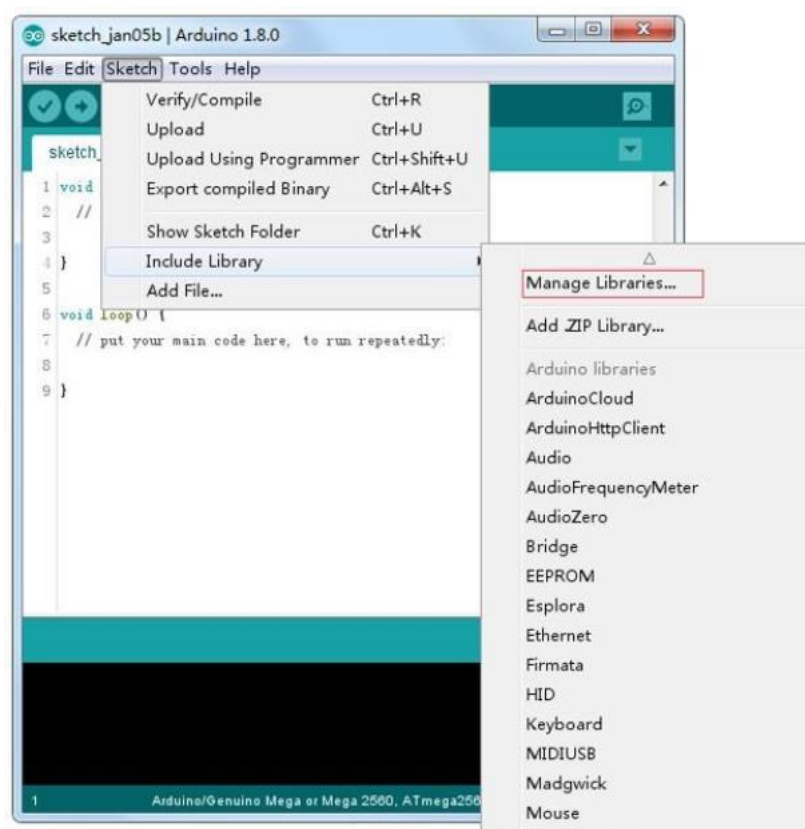 sketch_jan05b | Arduino 1.8.0
File Edit Sketch Tools Help
Verify/Compile Ctrl+R
Upload Ctrl+U
sketch_
Upload Using Programmer Ctrl+Shift+U
1 void
Export compiled Binary Ctrl+Alt+S
2 //
3
Show Sketch Folder Ctrl+K
4 }
Include Library
5
Add File...
Manage Libraries...
6 void loop() {
7 // put your main code here, to run repeatedly:
8
9 }
Add .ZIP Library...
Arduino libraries
ArduinoCloud
ArduinoHttpClient
Audio
AudioFrequencyMeter
AudioZero
Bridge
EEPROM
Esplora
Ethernet
Firmata
HID
Keyboard
MIDIUSB
Madgwick
Mouse
1 Arduino/Genuino Mega or Mega 2560, ATmega256